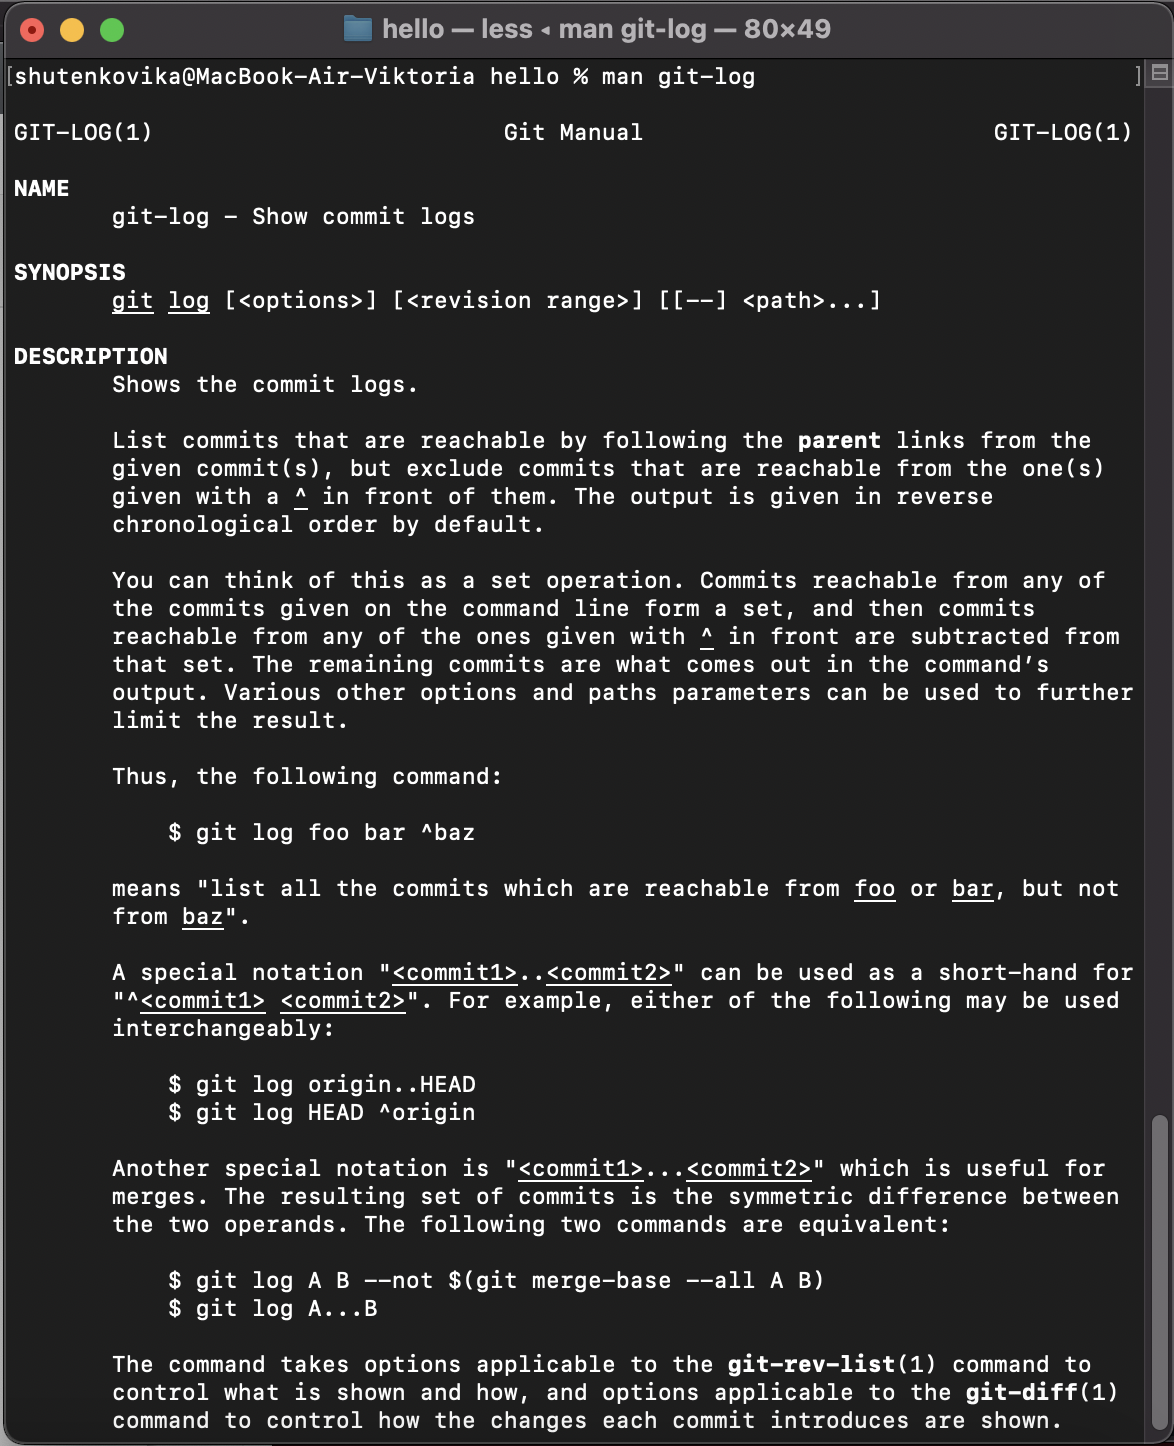 hello — less ◂ man git-log — 80×49
[shutenkovika@MacBook-Air-Viktoria hello % man git-log ]
GIT-LOG(1) Git Manual GIT-LOG(1)
NAME
git-log - Show commit logs
SYNOPSIS
git log [<options>] [<revision range>] [[--] <path>...]
DESCRIPTION
Shows the commit logs.
List commits that are reachable by following the parent links from the
given commit(s), but exclude commits that are reachable from the one(s)
given with a ^ in front of them. The output is given in reverse
chronological order by default.
You can think of this as a set operation. Commits reachable from any of
the commits given on the command line form a set, and then commits
reachable from any of the ones given with ^ in front are subtracted from
that set. The remaining commits are what comes out in the command’s
output. Various other options and paths parameters can be used to further
limit the result.
Thus, the following command:
$ git log foo bar ^baz
means "list all the commits which are reachable from foo or bar, but not
from baz".
A special notation "<commit1>..<commit2>" can be used as a short-hand for
"^<commit1> <commit2>". For example, either of the following may be used
interchangeably:
$ git log origin..HEAD
$ git log HEAD ^origin
Another special notation is "<commit1>...<commit2>" which is useful for
merges. The resulting set of commits is the symmetric difference between
the two operands. The following two commands are equivalent:
$ git log A B --not $(git merge-base --all A B)
$ git log A...B
The command takes options applicable to the git-rev-list(1) command to
control what is shown and how, and options applicable to the git-diff(1)
command to control how the changes each commit introduces are shown.